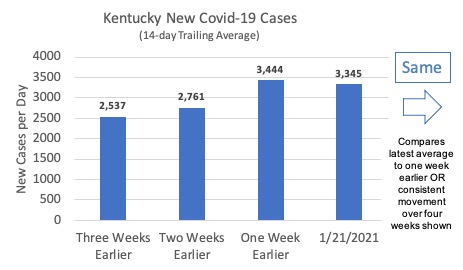 Kentucky New Covid-19 Cases
(14-day Trailing Average)
New Cases per Day
4000
3500
3000
2500
2000
1500
1000
500
0
2,537
2,761
3,444
3,345
Three Weeks
Earlier
Two Weeks
Earlier
One Week
Earlier
1/21/2021
Same
Compares
latest average
to one week
earlier OR
consistent
movement
over four
weeks shown